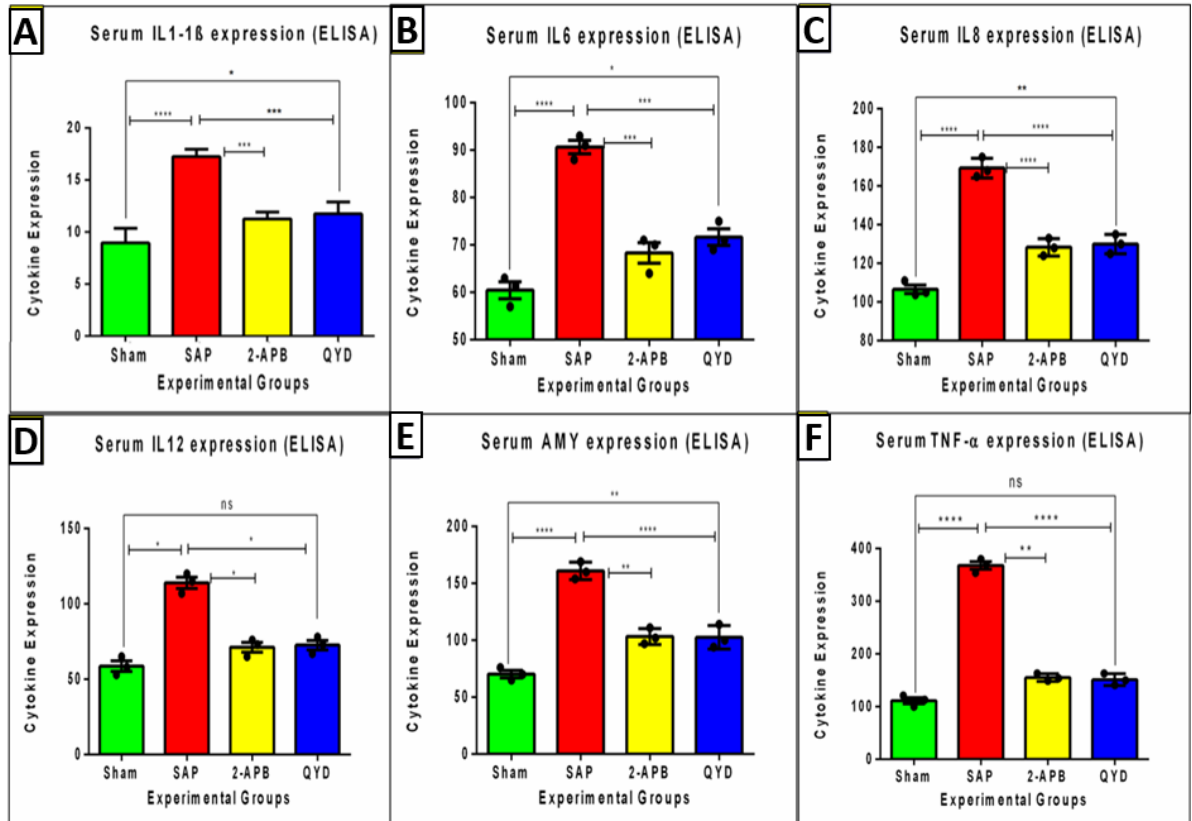 A
Serum IL1-1ß expression (ELISA)
*
****
***
***
Cytokine Expression
20
15
10
5
0
Sham SAP 2-APB QYD
Experimental Groups
B
Serum IL6 expression (ELISA)
*
****
***
***
Cytokine Expression
100
90
80
70
60
50
Sham SAP 2-APB QYD
Experimental Groups
C
Serum IL8 expression (ELISA)
**
****
****
****
Cytokine Expression
200
180
160
140
120
100
80
Sham SAP 2-APB QYD
Experimental Groups
D
Serum IL12 expression (ELISA)
ns
*
*
*
Cytokine Expression
150
100
50
0
Sham SAP 2-APB QYD
Experimental Groups
E
Serum AMY expression (ELISA)
**
****
****
**
Cytokine Expression
200
150
100
50
0
Sham SAP 2-APB QYD
Experimental Groups
F
Serum TNF-α expression (ELISA)
ns
****
****
**
Cytokine Expression
400
300
200
100
0
Sham SAP 2-APB QYD
Experimental Groups